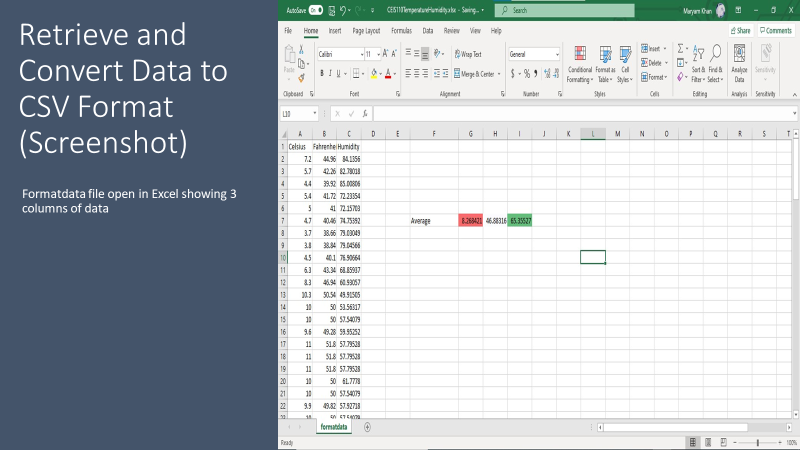 Retrieve and
Convert Data to
CSV Format
(Screenshot)
Formatdata file open in Excel showing 3
columns of data
AutoSave On CEIS110TemperatureHumidity.xlsx - Saving... Search Maryam Khan
File Home Insert Page Layout Formulas Data Review View Help Share Comments
Calibri 11 Wrap Text General Insert
Paste Merge & Center Conditional Format as Cell Delete Sort & Find & Analyze Sensitivity
Formatting Table Styles Format Filter Select Data
Clipboard Font Alignment Number Styles Cells Editing Analysis Sensitivity
L10 fx
A B C D E F G H I J K L M N O P Q R S T
1 Celsius Fahrenhei Humidity
2 7.2 44.96 84.1356
3 5.7 42.26 82.78018
4 4.4 39.92 85.00806
5 5.4 41.72 72.23354
6 5 41 72.15703
7 4.7 40.46 74.75392 Average 8.268421 46.88316 65.35527
8 3.7 38.66 79.03049
9 3.8 38.84 79.04566
10 4.5 40.1 76.90664
11 6.3 43.34 68.85937
12 8.3 46.94 60.93057
13 10.3 50.54 49.91505
14 10 50 53.56317
15 10 50 57.54079
16 9.6 49.28 59.95252
17 11 51.8 57.79528
18 11 51.8 57.79528
19 11 51.8 57.79528
20 10 50 61.7778
21 10 50 57.54079
22 9.9 49.82 57.92718
23 10 50 57.54079
formatdata
Ready 100%